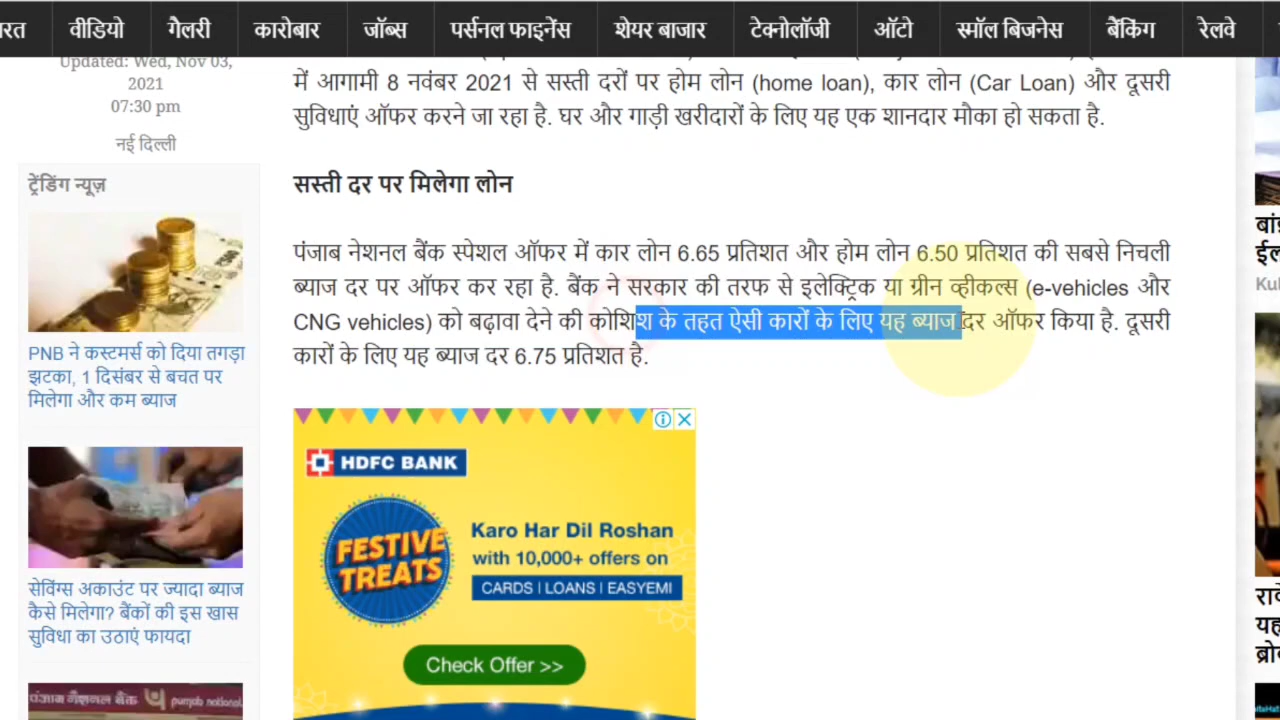 वीडियो गैलरी कारोबार जॉब्स पर्सनल फाइनेंस शेयर बाजार टेक्नोलॉजी ऑटो स्मॉल बिजनेस बैंकिंग रेलवे
Updated: Wed, Nov 03,
2021
07:30 pm
नई दिल्ली
ट्रेंडिंग न्यूज़
PNB ने कस्टमर्स को दिया तगड़ा
झटका, 1 दिसंबर से बचत पर
मिलेगा और कम ब्याज
सेविंग्स अकाउंट पर ज्यादा ब्याज
कैसे मिलेगा? बैंकों की इस खास
सुविधा का उठाएं फायदा
पंजाब नैशनल बैंक punjab national
में आगामी 8 नवंबर 2021 से सस्ती दरों पर होम लोन (home loan), कार लोन (Car Loan) और दूसरी
सुविधाएं ऑफर करने जा रहा है. घर और गाड़ी खरीदारों के लिए यह एक शानदार मौका हो सकता है.
सस्ती दर पर मिलेगा लोन
पंजाब नेशनल बैंक स्पेशल ऑफर में कार लोन 6.65 प्रतिशत और होम लोन 6.50 प्रतिशत की सबसे निचली
ब्याज दर पर ऑफर कर रहा है. बैंक ने सरकार की तरफ से इलेक्ट्रिक या ग्रीन व्हीकल्स (e-vehicles और
CNG vehicles) को बढ़ावा देने की कोशिश के तहत ऐसी कारों के लिए यह ब्याज दर ऑफर किया है. दूसरी
कारों के लिए यह ब्याज दर 6.75 प्रतिशत है.
HDFC BANK
FESTIVE
TREATS
Karo Har Dil Roshan
with 10,000+ offers on
CARDS | LOANS | EASYEMI
Check Offer >>